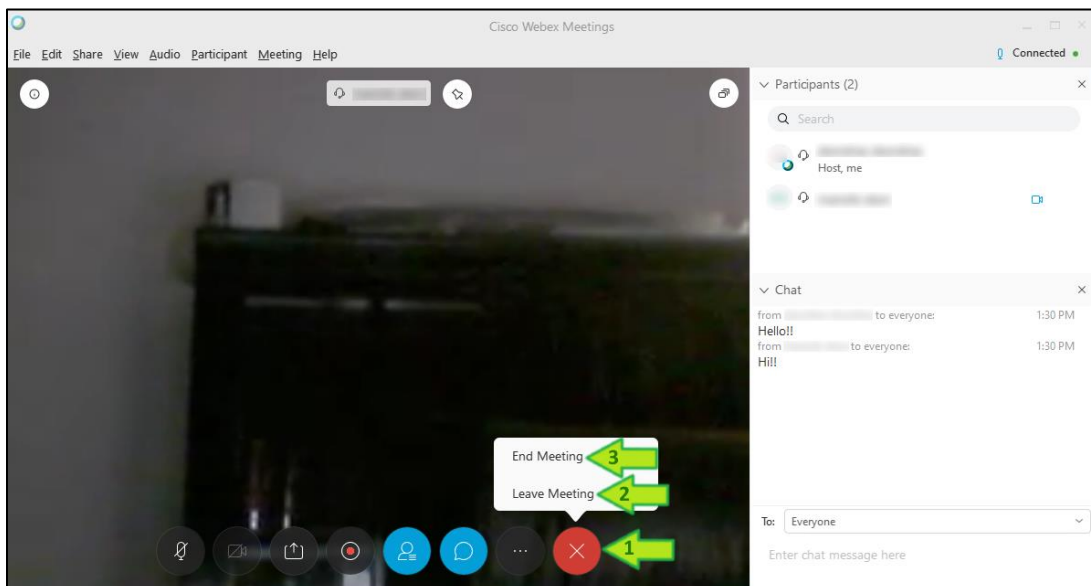 Cisco Webex Meetings
File Edit Share View Audio Participant Meeting Help
Connected
Participants (2)
Search
Host, me
Chat
from to everyone: 1:30 PM
Hello!!
from to everyone: 1:30 PM
Hi!!
End Meeting 3
Leave Meeting 2
1
To: Everyone
Enter chat message here